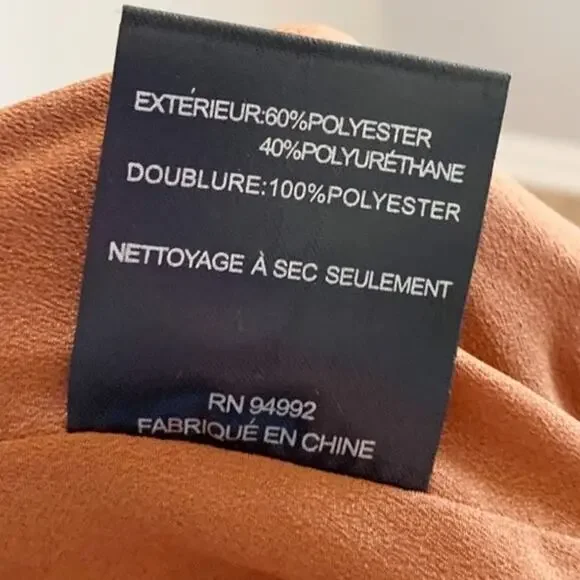 EXTÉRIEUR:60%POLYESTER
40%POLYURÉTHANE
DOUBLURE:100%POLYESTER
NETTOYAGE À SEC SEULEMENT
RN 94992
FABRIQUÉ EN CHINE